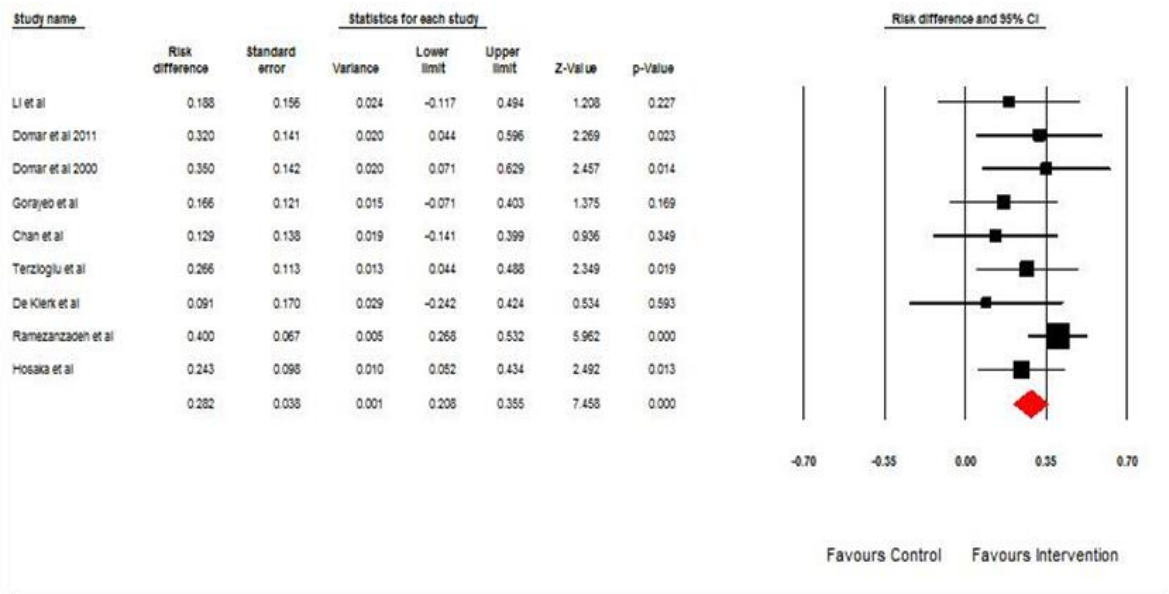 Study name Statistics for each study Risk difference and 95% CI
Risk difference Standard error Variance Lower limit Upper limit Z-Value p-Value
Li et al 0.188 0.156 0.024 -0.117 0.494 1.208 0.227
Domar et al 2011 0.320 0.141 0.020 0.044 0.596 2.269 0.023
Domar et al 2000 0.350 0.142 0.020 0.071 0.629 2.457 0.014
Gorayeb et al 0.166 0.121 0.015 -0.071 0.403 1.375 0.169
Chan et al 0.129 0.138 0.019 -0.141 0.399 0.936 0.349
Terzioglu et al 0.266 0.113 0.013 0.044 0.488 2.349 0.019
De Klerk et al 0.091 0.170 0.029 -0.242 0.424 0.534 0.593
Ramezanzadeh et al 0.400 0.067 0.005 0.268 0.532 5.962 0.000
Hosaka et al 0.243 0.098 0.010 0.052 0.434 2.492 0.013
0.282 0.038 0.001 0.208 0.355 7.458 0.000
-0.70 -0.35 0.00 0.35 0.70
Favours Control Favours Intervention